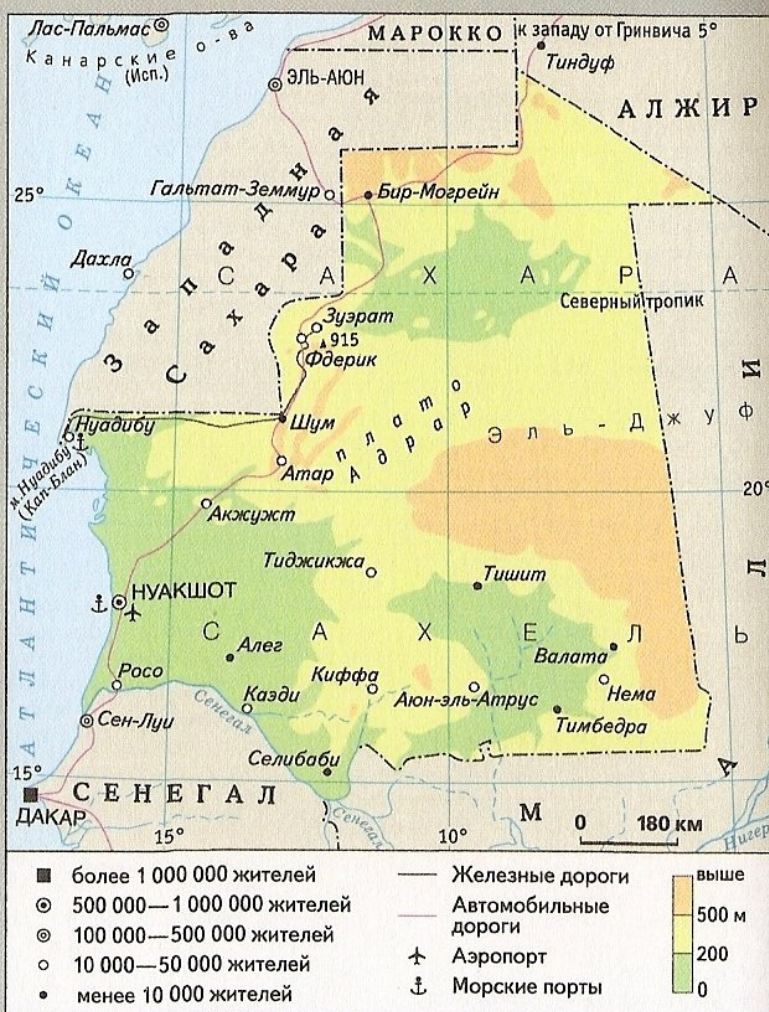 Лас-Пальмас
Канарские о-ва
(Исп.)
МАРОККО
к западу от Гринвича 5°
Тиндуф
ЭЛЬ-АЮН
АЛЖИР
АТЛАНТИЧЕСКИЙ ОКЕАН
25°
Гальтат-Земмур
Бир-Могрейн
Дахла
Западная
Сахара
САХАРА
Северный тропик
Зуэрат
915
Фдерик
Нуадибу
м. Нуадибу
(Кап-Блан)
Шум
плато
Адрар
Эль-Джуф
Атар
20°
Акжужт
Тиджикжа
Тишит
НУАКШОТ
САХЕЛЬ
Алег
Валата
Росо
Киффа
Каэди
Аюн-эль-Атрус
Нема
Сенегал
Сен-Луи
Тимбедра
Селибаби
15°
СЕНЕГАЛ
МАЛИ
ДАКАР
Сенегал
0 180 км
Нигер
15°
10°
более 1 000 000 жителей
500 000—1 000 000 жителей
100 000—500 000 жителей
10 000—50 000 жителей
менее 10 000 жителей
Железные дороги
Автомобильные
дороги
Аэропорт
Морские порты
выше
500 м
200
0